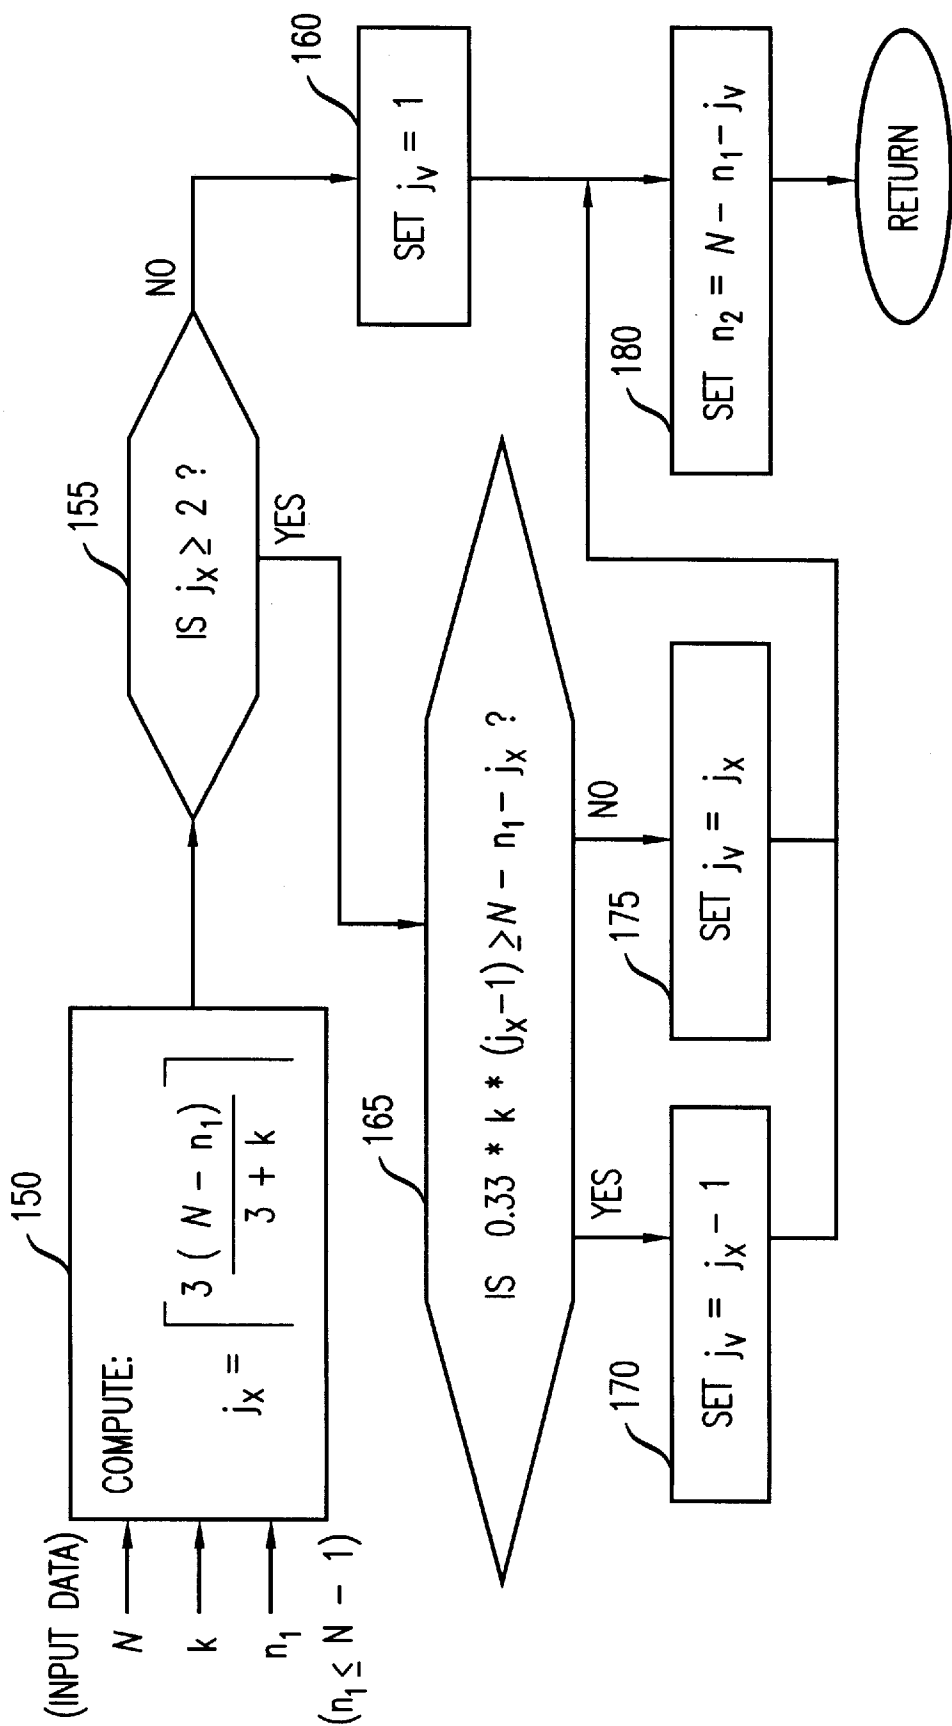 (INPUT DATA)
N
k
n₁
(n₁ ≤ N − 1)
150
COMPUTE:
jₓ = ⌈ 3 ( N − n₁) / 3 + k ⌉
155
IS jₓ ≥ 2 ?
NO
YES
160
SET jᵥ = 1
165
IS 0.33 * k * (jₓ−1) ≥ N − n₁ − jₓ ?
YES
NO
170
SET jᵥ = jₓ − 1
175
SET jᵥ = jₓ
180
SET n₂ = N − n₁ − jᵥ
RETURN